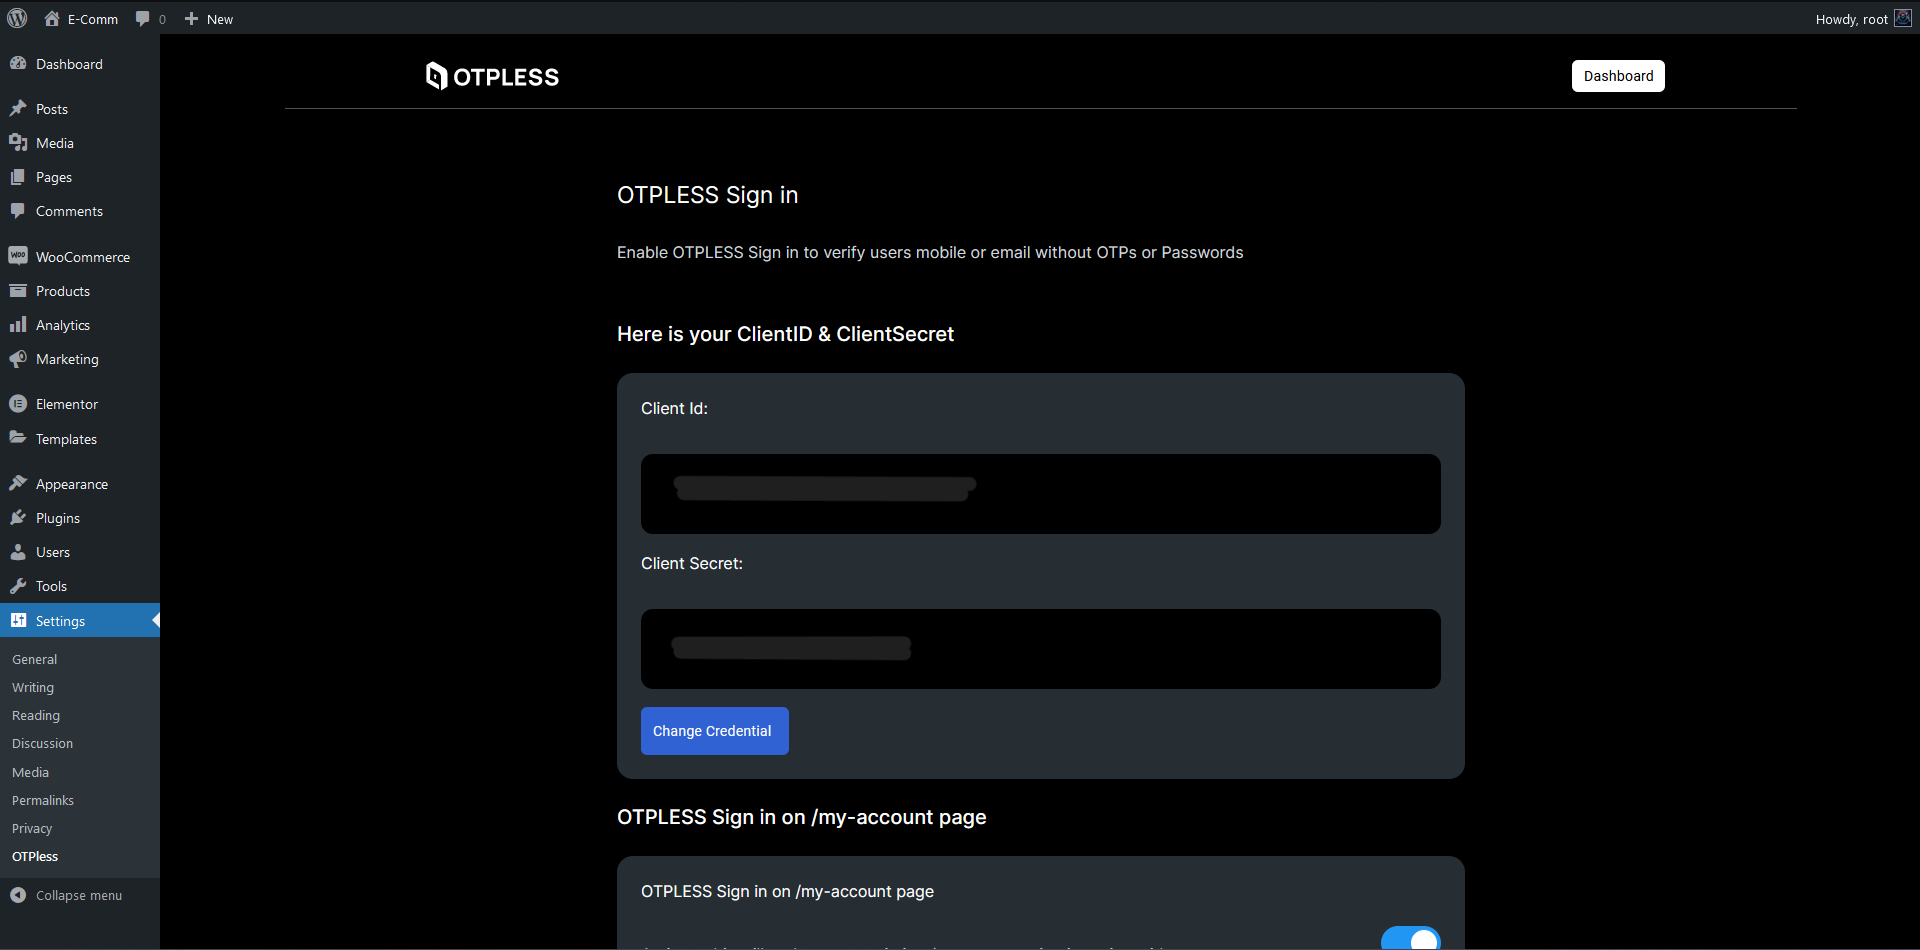 E-Comm 0 New Howdy, root
Dashboard
Posts
Media
Pages
Comments
WooCommerce
Products
Analytics
Marketing
Elementor
Templates
Appearance
Plugins
Users
Tools
Settings
General
Writing
Reading
Discussion
Media
Permalinks
Privacy
OTPless
Collapse menu
OTPLESS
Dashboard
OTPLESS Sign in
Enable OTPLESS Sign in to verify users mobile or email without OTPs or Passwords
Here is your ClientID & ClientSecret
Client Id:
Client Secret:
Change Credential
OTPLESS Sign in on /my-account page
OTPLESS Sign in on /my-account page